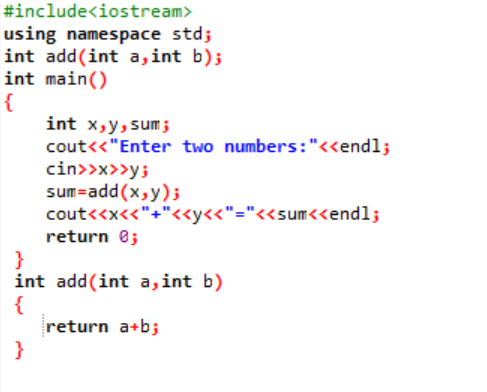 #include<iostream>
using namespace std;
int add(int a,int b);
int main()
{
    int x,y,sum;
    cout<<"Enter two numbers:"<<endl;
    cin>>x>>y;
    sum=add(x,y);
    cout<<x<<"+"<<y<<"="<<sum<<endl;
    return 0;
 }
 int add(int a,int b)
 {
    return a+b;
 }